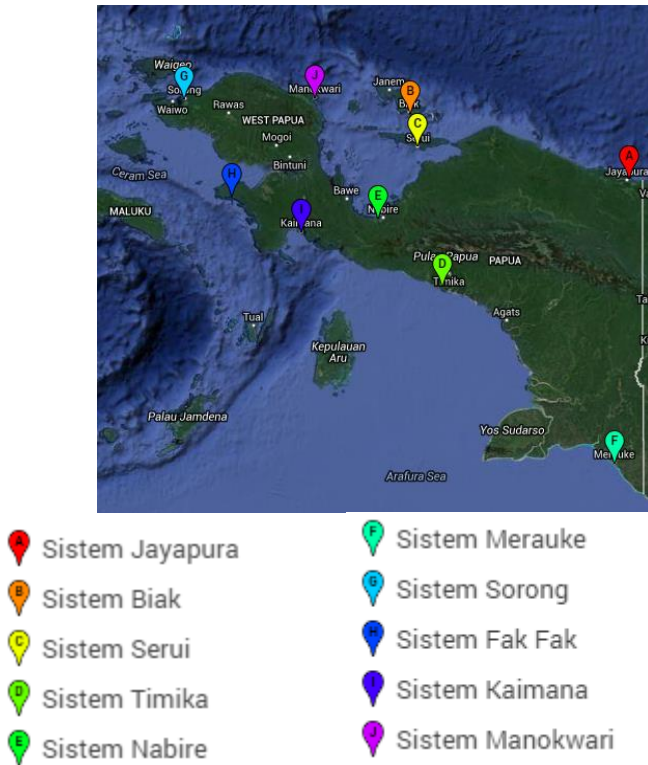 Waigeo
G
Sorong
Waiwo
Rawas
J
Manokwari
WEST PAPUA
Mogoi
Bintuni
Janem
B
Biak
C
Serui
A
Jayapura
Ceram Sea
H
MALUKU
I
Kaimana
Bawe
E
Nabire
Pulau Papua
PAPUA
D
Timika
Agats
Tual
Kepulauan
Aru
Palau Jamdena
Yos Sudarso
F
Merauke
Arafura Sea
A Sistem Jayapura
B Sistem Biak
C Sistem Serui
D Sistem Timika
E Sistem Nabire
F Sistem Merauke
G Sistem Sorong
H Sistem Fak Fak
I Sistem Kaimana
J Sistem Manokwari